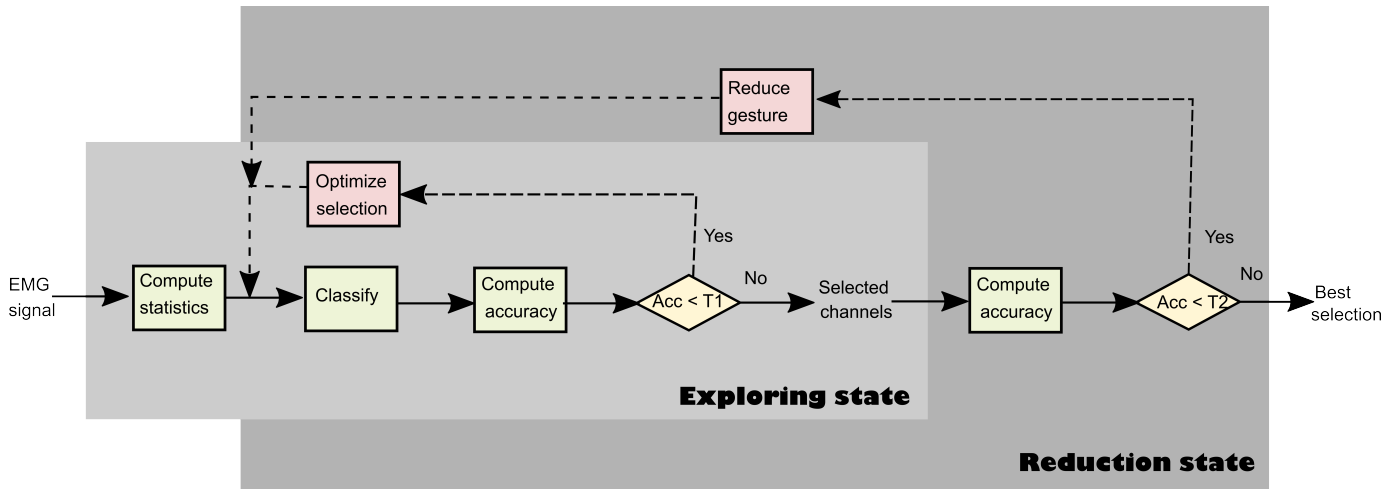 Reduce
gesture
Optimize
selection
Yes
Yes
EMG
signal
Compute
statistics
Classify
Compute
accuracy
Acc < T1
No
Selected
channels
Compute
accuracy
Acc < T2
No
Best
selection
Exploring state
Reduction state